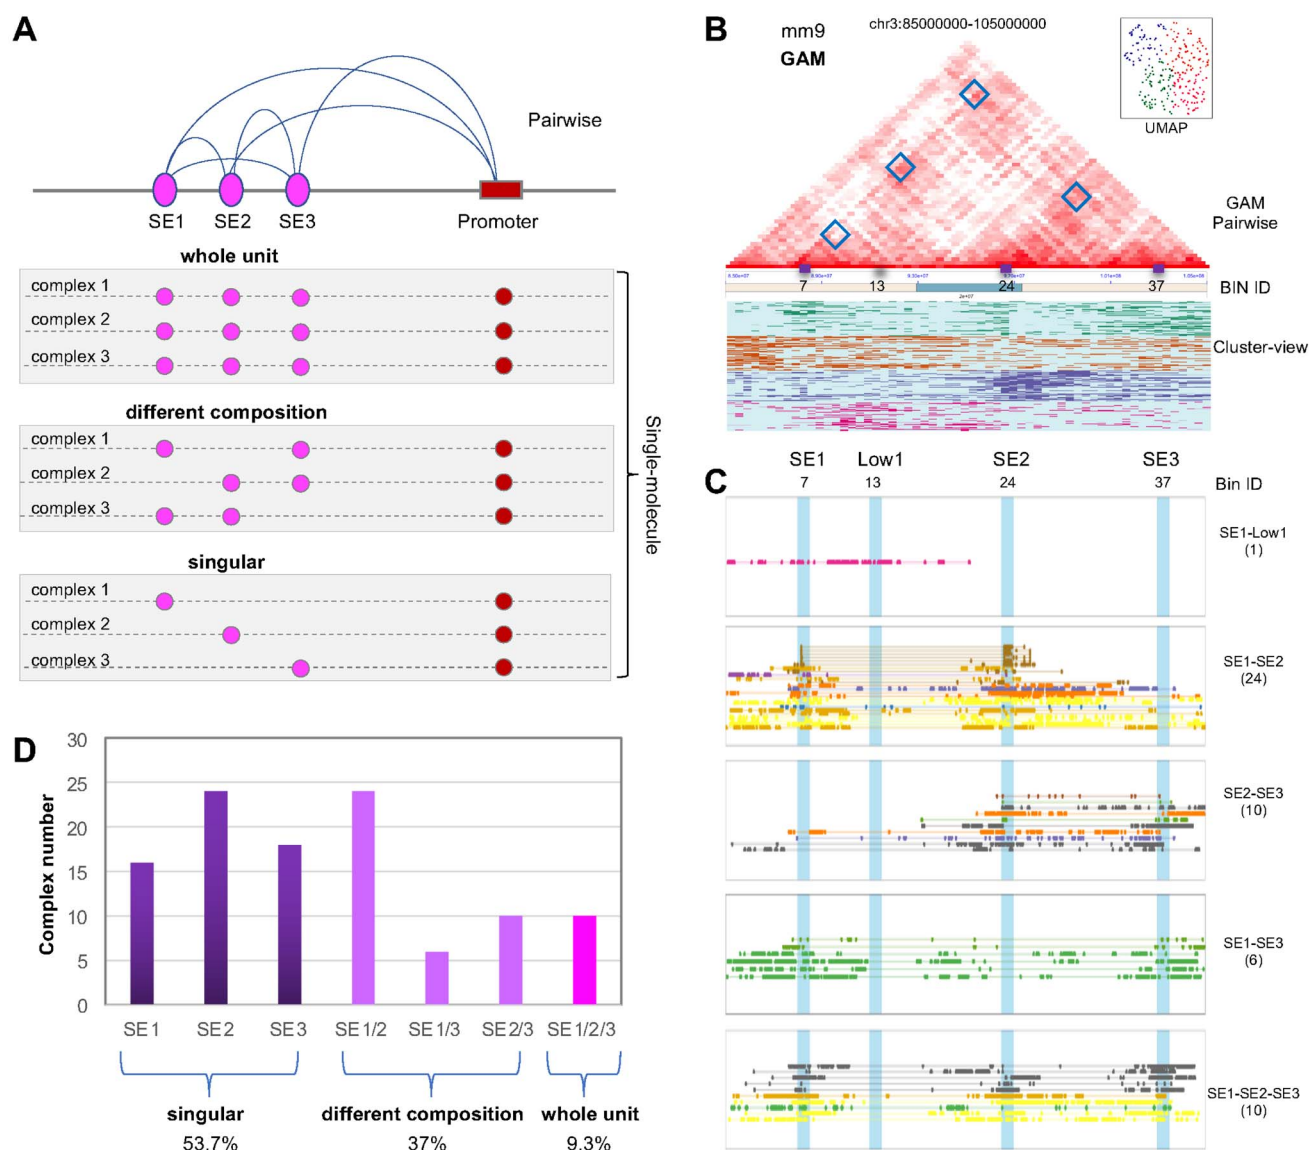 A
Pairwise
SE1 SE2 SE3 Promoter
whole unit
complex 1
complex 2
complex 3
different composition
complex 1
complex 2
complex 3
singular
complex 1
complex 2
complex 3
Single-molecule
B
mm9
GAM
chr3:85000000-105000000
UMAP
GAM
Pairwise
7 13 24 37 BIN ID
2e+07
Cluster-view
C
SE1 Low1 SE2 SE3
7 13 24 37 Bin ID
SE1-Low1
(1)
SE1-SE2
(24)
SE2-SE3
(10)
SE1-SE3
(6)
SE1-SE2-SE3
(10)
D
Complex number
30
25
20
15
10
5
0
SE1 SE2 SE3 SE1/2 SE1/3 SE2/3 SE1/2/3
singular different composition whole unit
53.7% 37% 9.3%